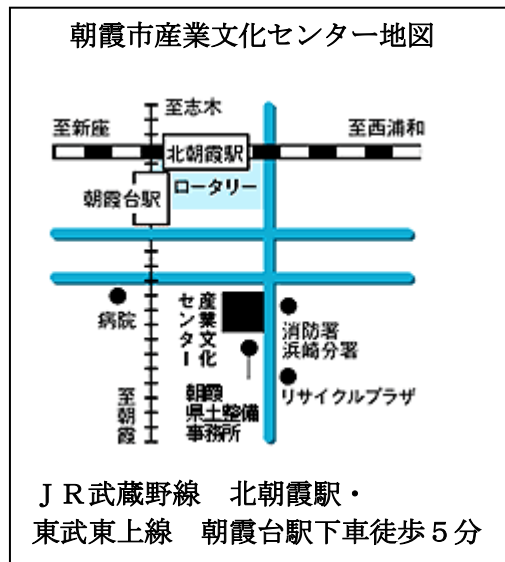 朝霞市産業文化センター地図
至志木
至新座
至西浦和
北朝霞駅
ロータリー
朝霞台駅
病院
産業文化
センター
消防署
浜崎分署
リサイクルプラザ
朝霞
県土整備
事務所
至朝霞
ＪＲ武蔵野線　北朝霞駅・
東武東上線　朝霞台駅下車徒歩５分